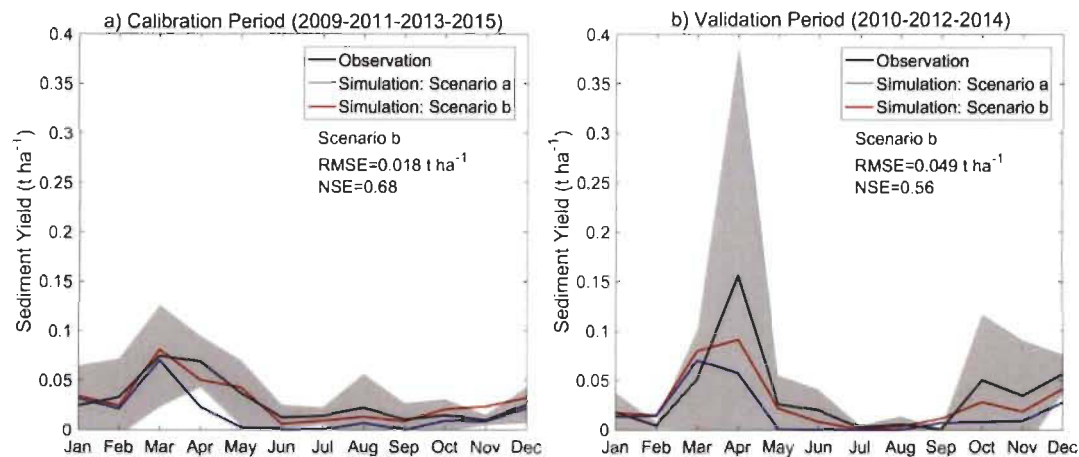 a) Calibration Period (2009-2011-2013-2015)
0.4
0.35
0.3
0.25
0.2
0.15
0.1
0.05
0
Sediment Yield (t ha⁻¹)
Observation
Simulation: Scenario a
Simulation: Scenario b
Scenario b
RMSE=0.018 t ha⁻¹
NSE=0.68
Jan Feb Mar Apr May Jun Jul Aug Sep Oct Nov Dec
b) Validation Period (2010-2012-2014)
0.4
0.35
0.3
0.25
0.2
0.15
0.1
0.05
0
Sediment Yield (t ha⁻¹)
Observation
Simulation: Scenario a
Simulation: Scenario b
Scenario b
RMSE=0.049 t ha⁻¹
NSE=0.56
Jan Feb Mar Apr May Jun Jul Aug Sep Oct Nov Dec